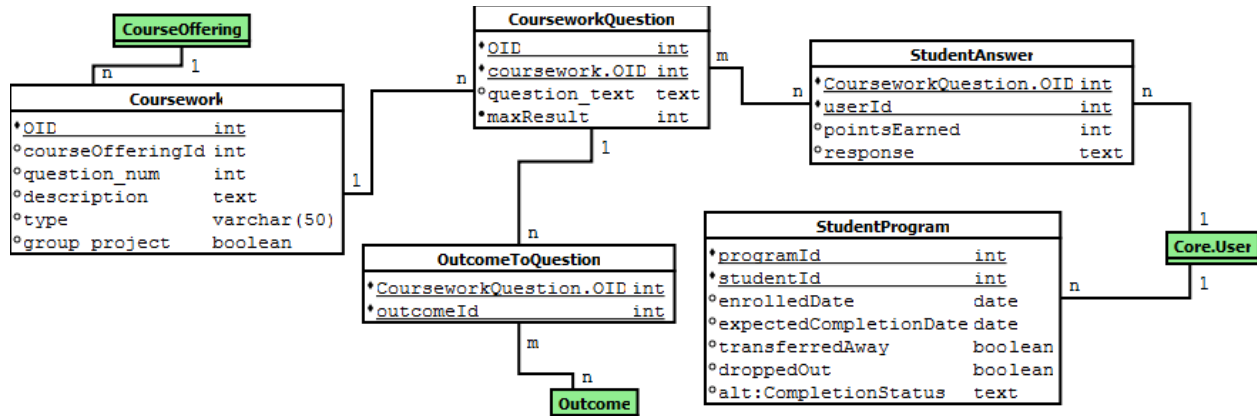 CourseOffering
1
n
Coursework
OID int
courseOfferingId int
question_num int
description text
type varchar(50)
group project boolean
1
n
CourseworkQuestion
OID int
coursework.OID int
question_text text
maxResult int
m
n
1
n
StudentAnswer
CourseworkQuestion.OID int
userId int
pointsEarned int
response text
n
1
OutcomeToQuestion
CourseworkQuestion.OID int
outcomeId int
m
n
Outcome
StudentProgram
programId int
studentId int
enrolledDate date
expectedCompletionDate date
transferredAway boolean
droppedOut boolean
alt:CompletionStatus text
n
1
Core.User